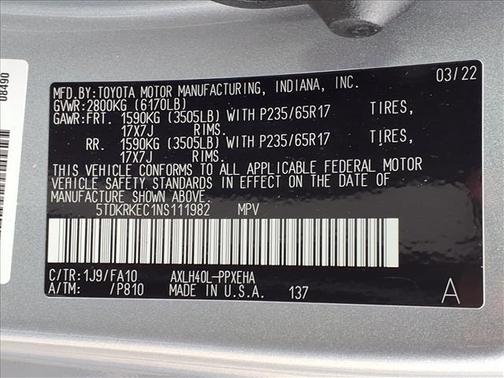 08490
MFD.BY:TOYOTA MOTOR MANUFACTURING, INDIANA, INC. 03/22
GVWR:2800KG (6170LB)
GAWR:FRT. 1590KG (3505LB) WITH P235/65R17 TIRES,
17X7J RIMS.
RR. 1590KG (3505LB) WITH P235/65R17 TIRES,
17X7J RIMS.
THIS VEHICLE CONFORMS TO ALL APPLICABLE FEDERAL MOTOR
VEHICLE SAFETY STANDARDS IN EFFECT ON THE DATE OF
MANUFACTURE SHOWN ABOVE.
5TDKRKEC1NS111982 MPV
C/TR:1J9/FA10 AXLH40L-PPXEHA
A/TM: /P810 MADE IN U.S.A. 137 A